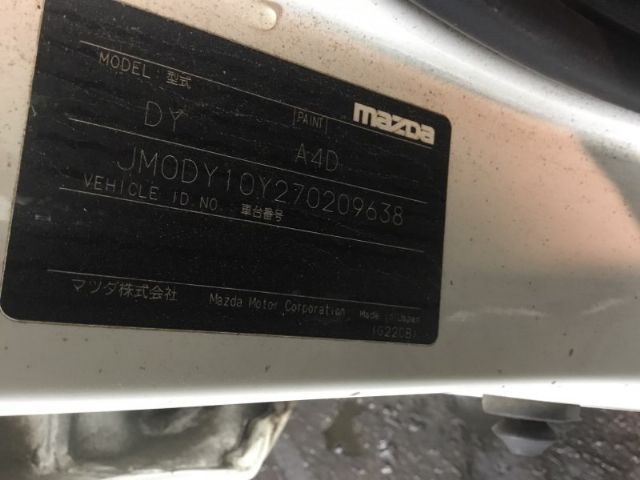 MODEL 型式
PAINT
mazda
DY
A4D
JM0DY10Y270209638
VEHICLE ID NO. 車台番号
マツダ株式会社 Mazda Motor Corporation Made in Japan
(G22CB)